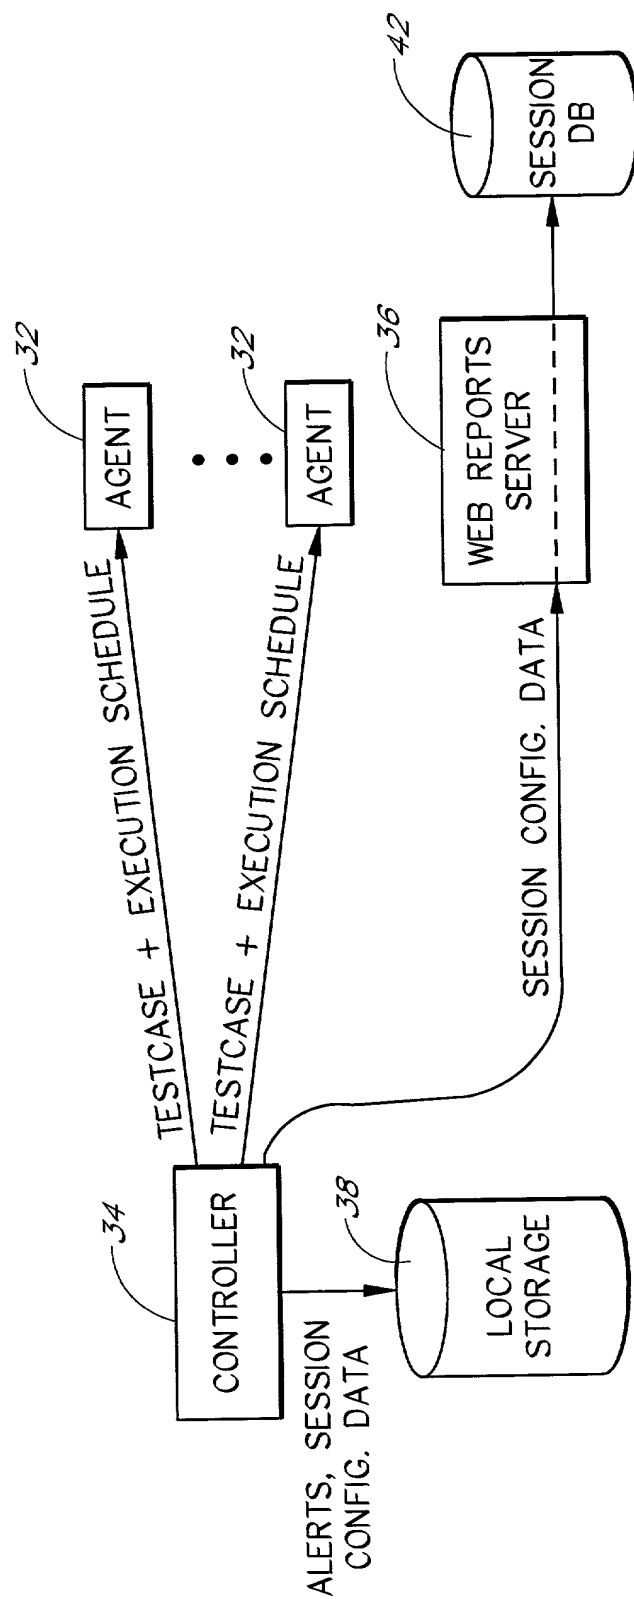 34
CONTROLLER
ALERTS, SESSION
CONFIG. DATA
38
LOCAL
STORAGE
TESTCASE + EXECUTION SCHEDULE
TESTCASE + EXECUTION SCHEDULE
SESSION CONFIG. DATA
32
AGENT
32
AGENT
36
WEB REPORTS
SERVER
42
SESSION
DB